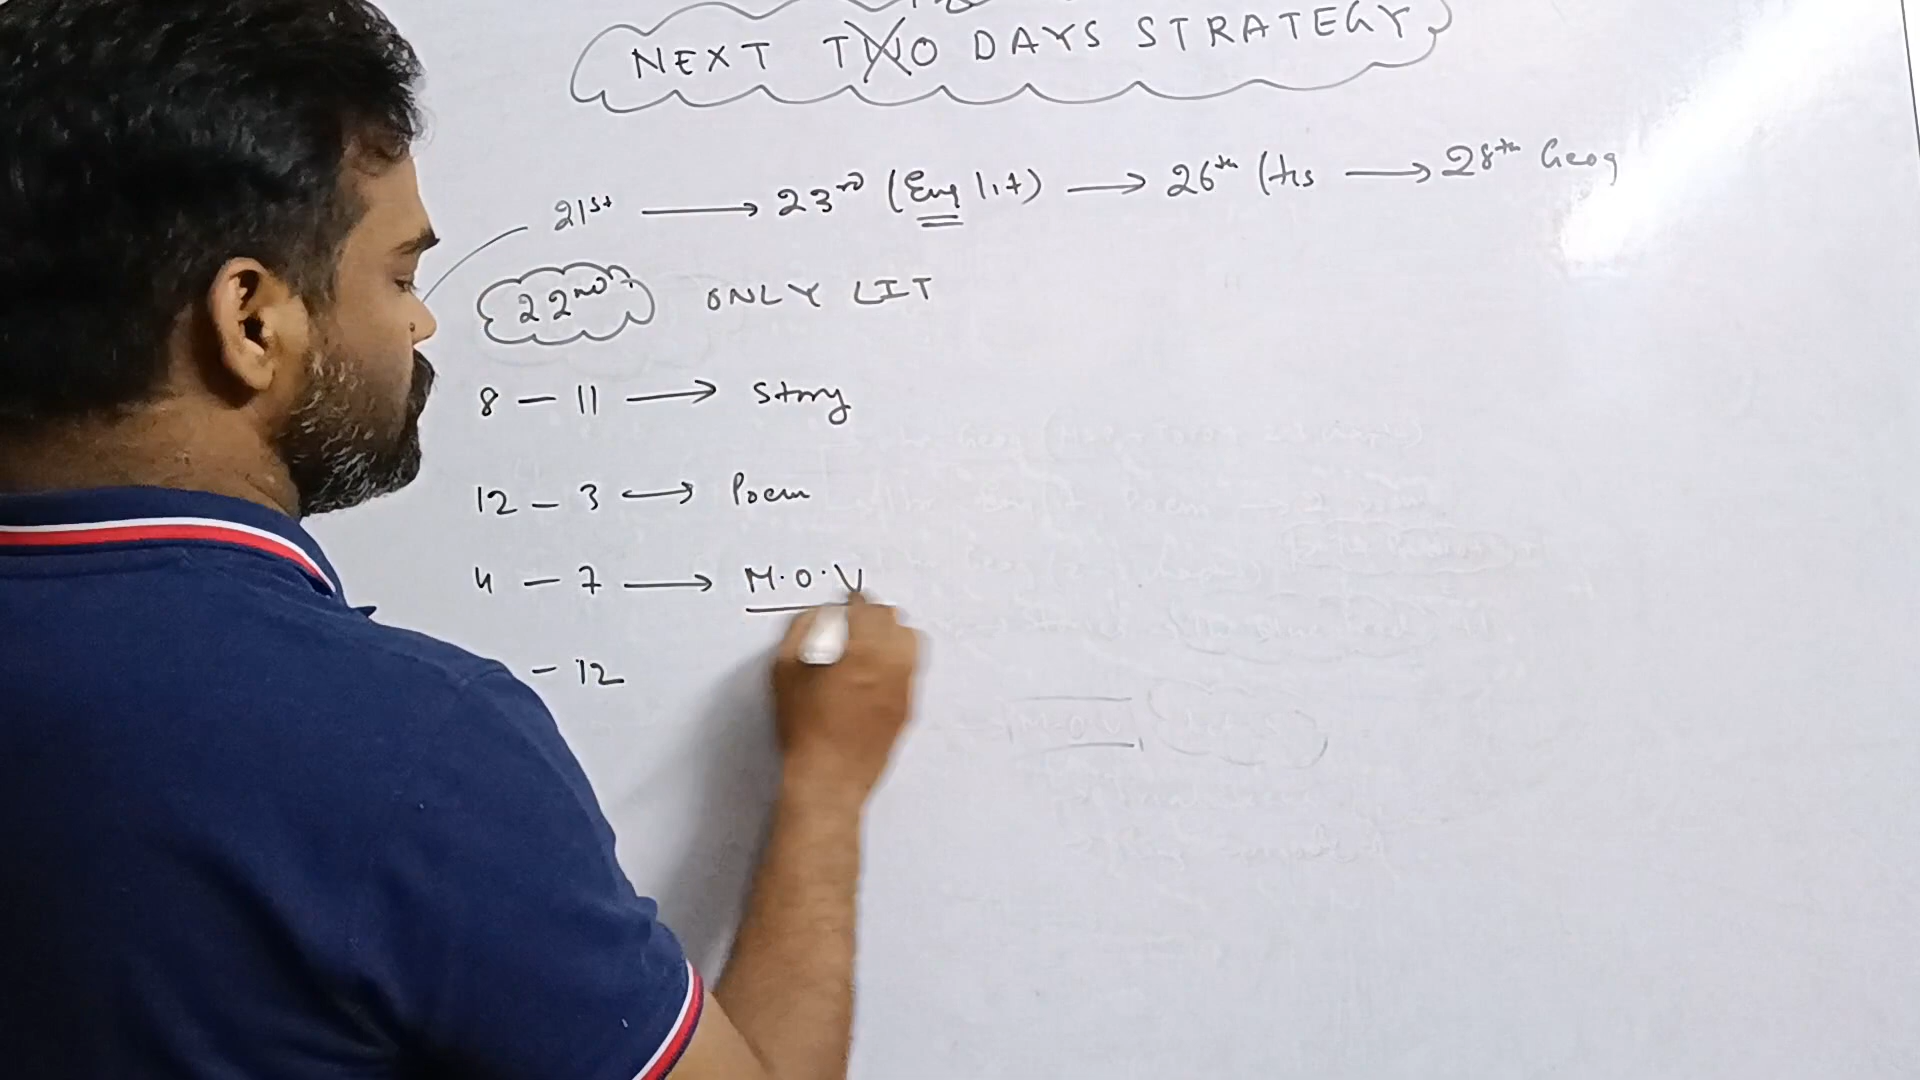 NEXT TWO DAYS STRATEGY
21st → 23rd (Eng lit) → 26th (His → 28th Geog
22nd ONLY LIT
8 — 11 → Story
12 — 3 → Poem
4 — 7 → M.O.V
— 12